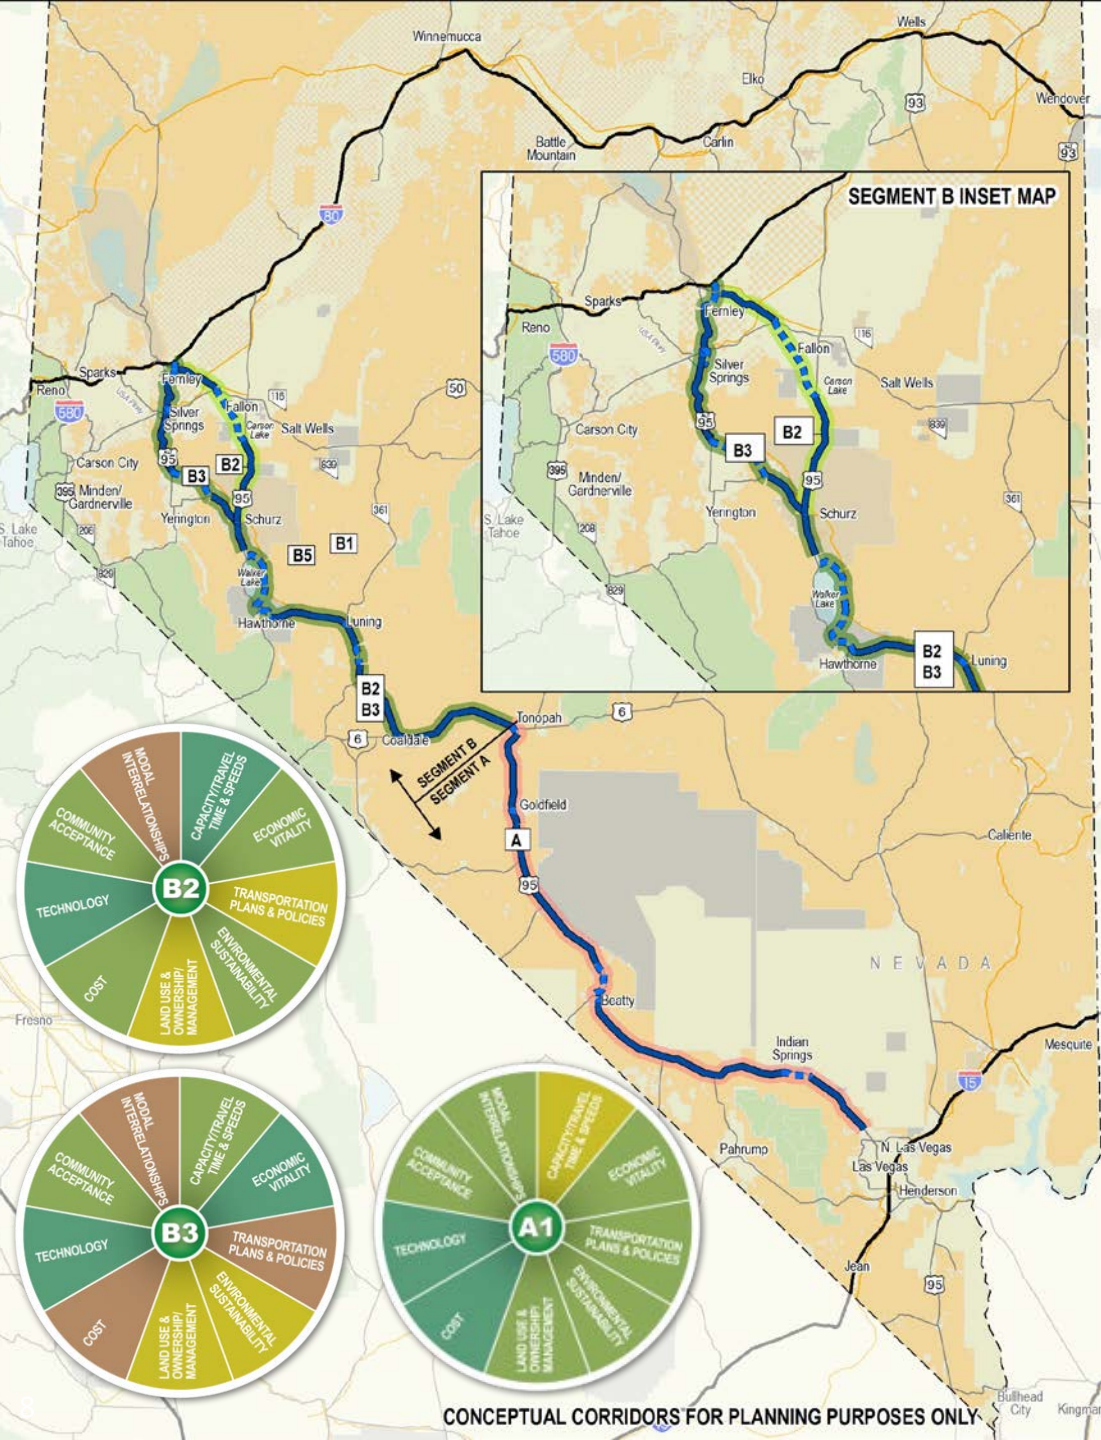 Winnemucca
Wells
Elko
93
Wendover
Battle
Mountain
Carlin
93
80
SEGMENT B INSET MAP
Sparks
Fernley
Reno
580
USA Pkwy
Silver
Springs
116
Fallon
Carson
Lake
Salt Wells
95
Carson City
B3
B2
839
395
Minden/
Gardnerville
95
361
S. Lake
Tahoe
208
Yerington
Schurz
829
Walker
Lake
Hawthorne
B2
B3
Luning
Sparks
Fernley
Reno
580
USA Pkwy
Silver
Springs
116
Fallon
Carson
Lake
Salt Wells
50
95
Carson City
B3
B2
839
395
Minden/
Gardnerville
95
361
S. Lake
Tahoe
208
Yerington
Schurz
B5
B1
829
Walker
Lake
Hawthorne
Luning
B2
B3
6
Coaldale
Tonopah
6
SEGMENT B
SEGMENT A
Goldfield
A
95
Caliente
NEVADA
Beatty
Indian
Springs
15
Mesquite
Pahrump
N. Las Vegas
Las Vegas
Henderson
Jean
95
Bullhead
City
Fresno
B2
MODAL
INTERRELATIONSHIPS
CAPACITY/TRAVEL
TIME & SPEEDS
ECONOMIC
VITALITY
TRANSPORTATION
PLANS & POLICIES
ENVIRONMENTAL
SUSTAINABILITY
LAND USE &
OWNERSHIP/
MANAGEMENT
COST
TECHNOLOGY
COMMUNITY
ACCEPTANCE
B3
MODAL
INTERRELATIONSHIPS
CAPACITY/TRAVEL
TIME & SPEEDS
ECONOMIC
VITALITY
TRANSPORTATION
PLANS & POLICIES
ENVIRONMENTAL
SUSTAINABILITY
LAND USE &
OWNERSHIP/
MANAGEMENT
COST
TECHNOLOGY
COMMUNITY
ACCEPTANCE
A1
MODAL
INTERRELATIONSHIPS
CAPACITY/TRAVEL
TIME & SPEEDS
ECONOMIC
VITALITY
TRANSPORTATION
PLANS & POLICIES
ENVIRONMENTAL
SUSTAINABILITY
LAND USE &
OWNERSHIP/
MANAGEMENT
COST
TECHNOLOGY
COMMUNITY
ACCEPTANCE
CONCEPTUAL CORRIDORS FOR PLANNING PURPOSES ONLY